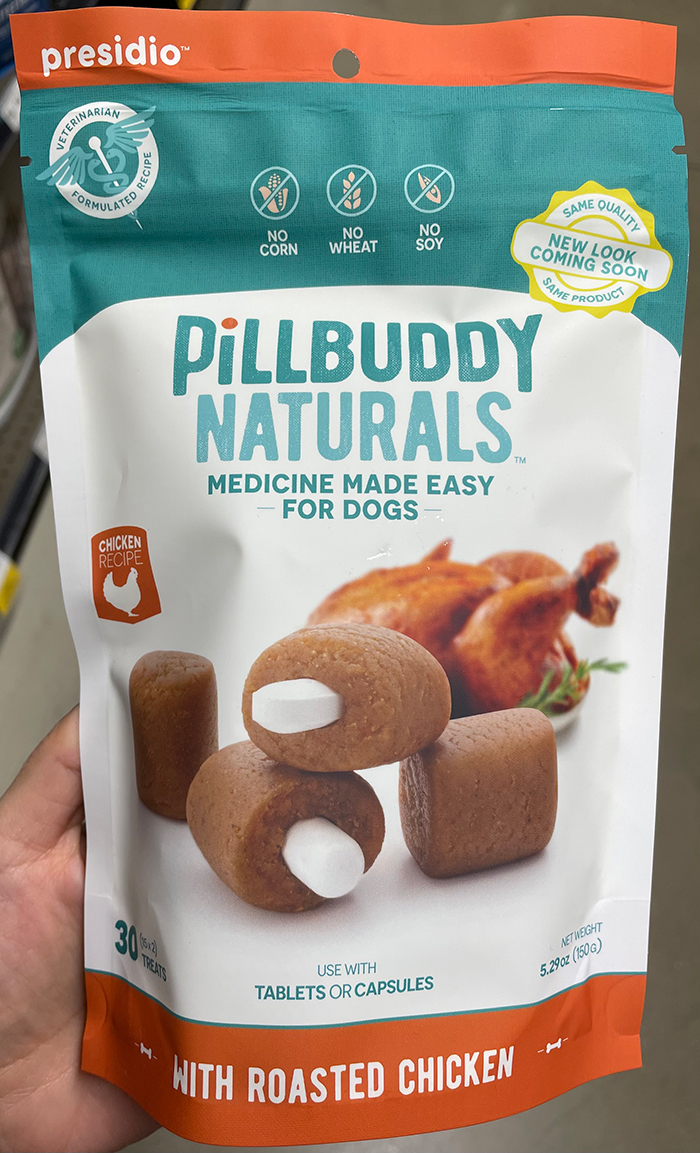 presidio™
VETERINARIAN
FORMULATED RECIPE
NO
CORN
NO
WHEAT
NO
SOY
SAME QUALITY
NEW LOOK
COMING SOON
SAME PRODUCT
PiLLBUDDY
NATURALS™
MEDICINE MADE EASY
— FOR DOGS —
CHICKEN
RECIPE
30 (15 x 2)
TREATS
USE WITH
TABLETS OR CAPSULES
NET WEIGHT
5.29oz (150G)
WITH ROASTED CHICKEN